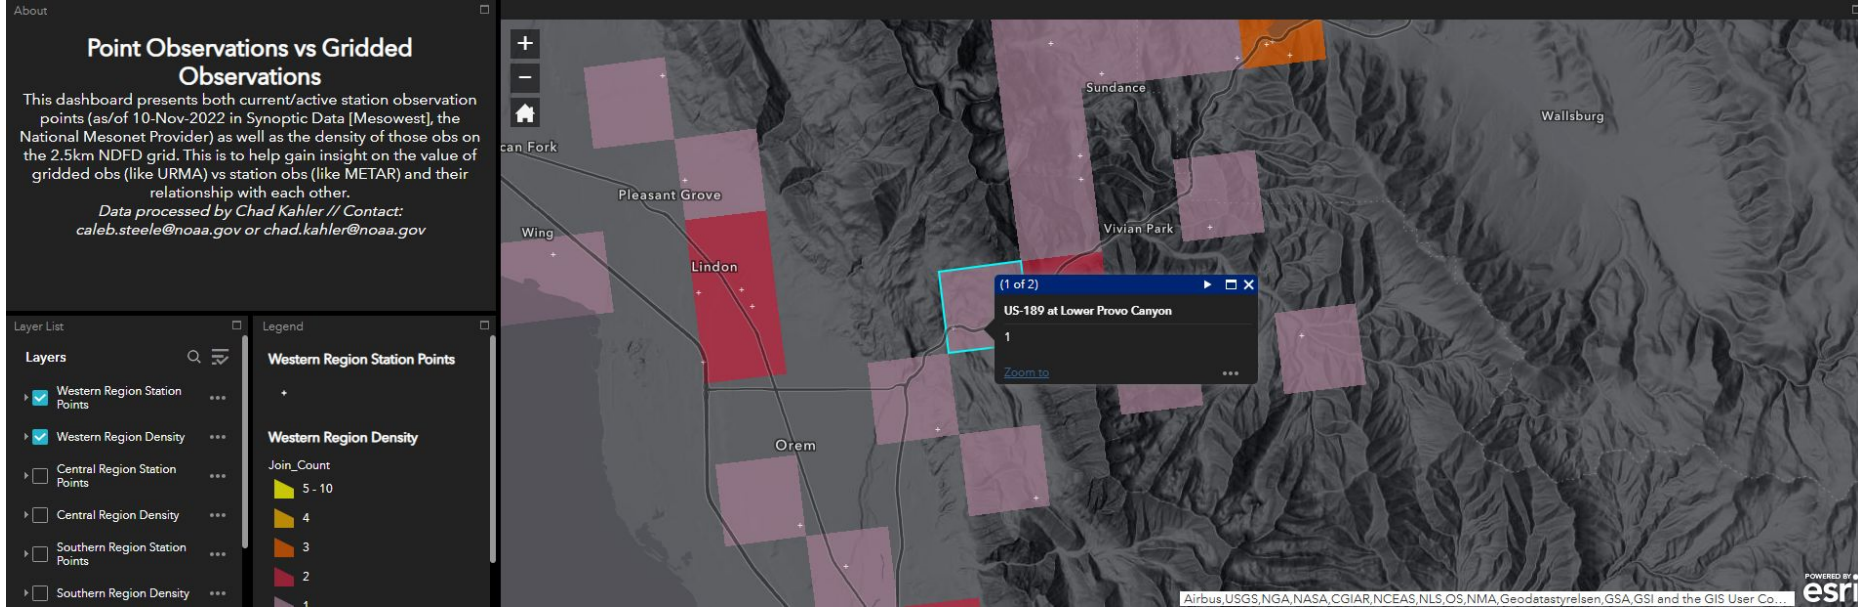 About
Point Observations vs Gridded
Observations
This dashboard presents both current/active station observation
points (as/of 10-Nov-2022 in Synoptic Data [Mesowest], the
National Mesonet Provider) as well as the density of those obs on
the 2.5km NDFD grid. This is to help gain insight on the value of
gridded obs (like URMA) vs station obs (like METAR) and their
relationship with each other.
Data processed by Chad Kahler // Contact:
caleb.steele@noaa.gov or chad.kahler@noaa.gov
Layer List
Layers
Western Region Station
Points
Western Region Density
Central Region Station
Points
Central Region Density
Southern Region Station
Points
Southern Region Density
Legend
Western Region Station Points
Western Region Density
Join_Count
5 - 10
4
3
2
1
can Fork
Pleasant Grove
Wing
Lindon
Orem
Sundance
Wallsburg
Vivian Park
(1 of 2)
US-189 at Lower Provo Canyon
1
Zoom to
POWERED BY
esri
Airbus,USGS,NGA,NASA,CGIAR,NCEAS,NLS,OS,NMA,Geodatastyrelsen,GSA,GSI and the GIS User Co...